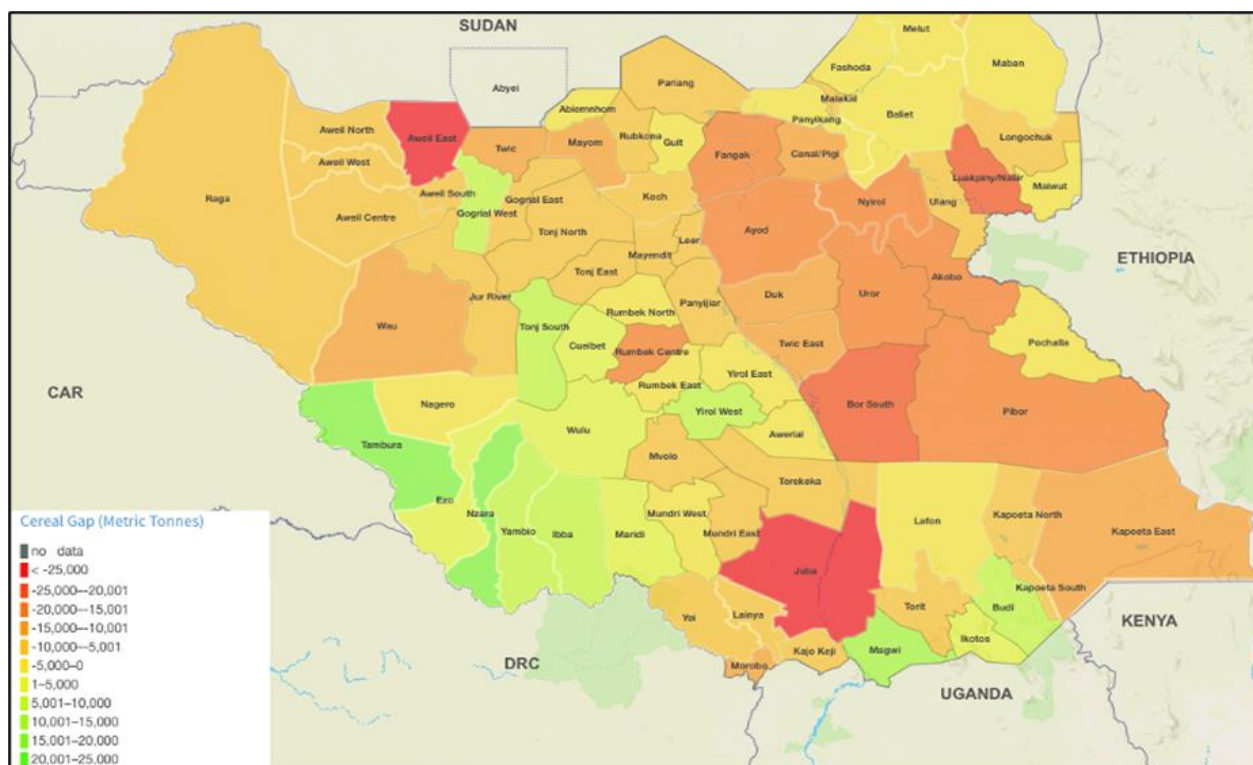 SUDAN
Melut
Maban
Fashoda
Abyei
Pariang
Abiemnhom
Malakal
Panyikang
Baliet
Aweil North
Aweil East
Twic
Mayom
Rubkona
Guit
Fangak
Canal/Pigi
Longochuk
Aweil West
Luakpiny/Nasir
Maiwut
Raga
Aweil South
Gogrial West
Gogrial East
Koch
Nyirol
Ulang
Aweil Centre
Tonj North
Leer
Ayod
Mayendit
ETHIOPIA
Tonj East
Akobo
Jur River
Panyijiar
Duk
Uror
Wau
Tonj South
Rumbek North
Cueibet
Rumbek Centre
Twic East
Pochalla
Yirol East
Rumbek East
CAR
Nagero
Yirol West
Bor South
Pibor
Wulu
Awerial
Tambura
Mvolo
Terekeka
Ezo
Nzara
Yambio
Ibba
Maridi
Mundri West
Mundri East
Lafon
Kapoeta North
Kapoeta East
Juba
Kapoeta South
Yei
Lainya
Torit
Budi
Ikotos
KENYA
Kajo Keji
Magwi
DRC
Morobo
UGANDA
Cereal Gap (Metric Tonnes)
no data
< -25,000
-25,000–-20,001
-20,000–-15,001
-15,000–-10,001
-10,000–-5,001
-5,000–0
1–5,000
5,001–10,000
10,001–15,000
15,001–20,000
20,001–25,000